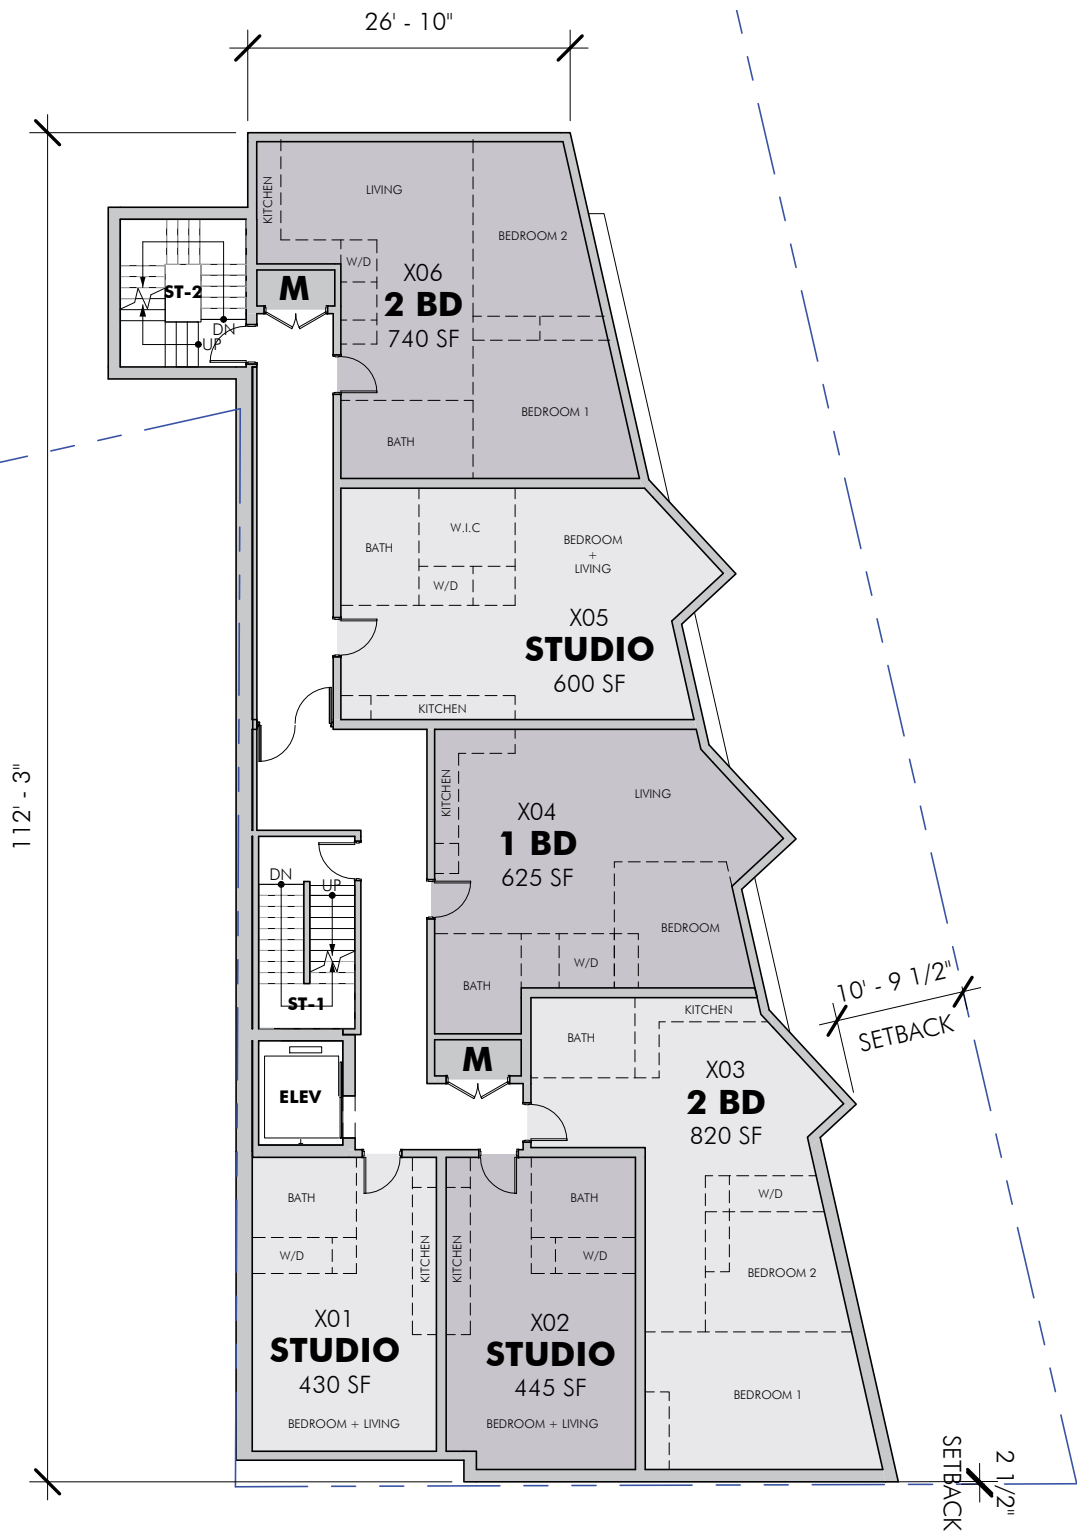 26' - 10"
KITCHEN
LIVING
BEDROOM 2
W/D
X06
2 BD
740 SF
M
ST-2
DN
UP
BEDROOM 1
BATH
W.I.C
BATH
BEDROOM
+
LIVING
W/D
X05
STUDIO
600 SF
KITCHEN
112' - 3"
KITCHEN
LIVING
X04
1 BD
625 SF
DN
UP
BEDROOM
W/D
BATH
ST-1
10' - 9 1/2"
SETBACK
KITCHEN
BATH
M
X03
2 BD
820 SF
ELEV
BATH
W/D
KITCHEN
KITCHEN
BATH
W/D
W/D
BEDROOM 2
X01
STUDIO
430 SF
X02
STUDIO
445 SF
BEDROOM 1
BEDROOM + LIVING
BEDROOM + LIVING
SETBACK
2 1/2"